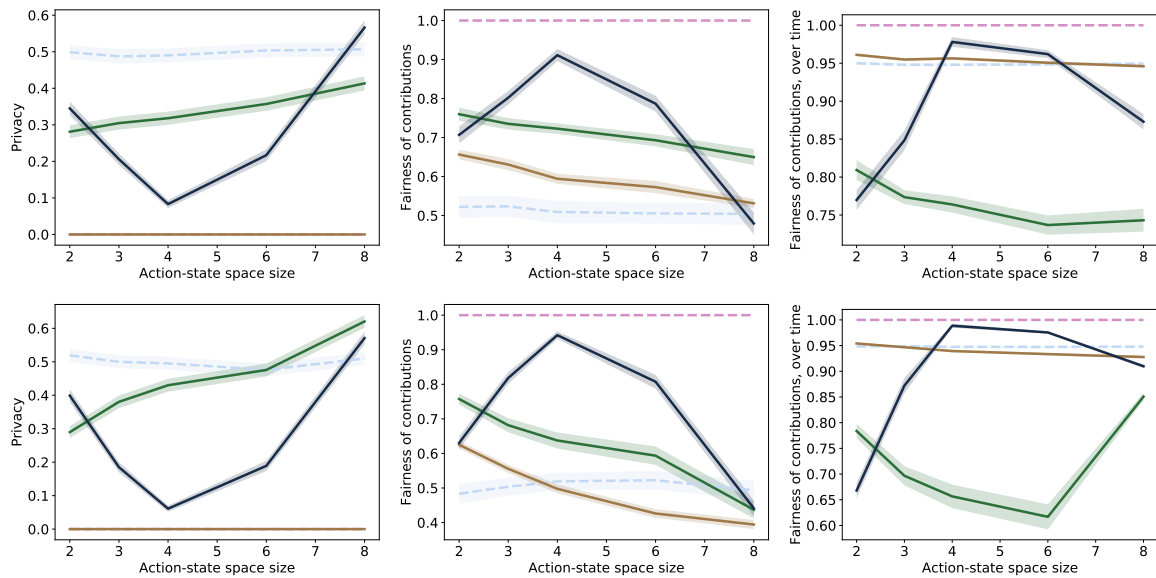 Privacy
0.6
0.5
0.4
0.3
0.2
0.1
0.0
2 3 4 5 6 7 8
Action-state space size
Fairness of contributions
1.0
0.9
0.8
0.7
0.6
0.5
2 3 4 5 6 7 8
Action-state space size
Fairness of contributions, over time
1.00
0.95
0.90
0.85
0.80
0.75
2 3 4 5 6 7 8
Action-state space size
Privacy
0.6
0.5
0.4
0.3
0.2
0.1
0.0
2 3 4 5 6 7 8
Action-state space size
Fairness of contributions
1.0
0.9
0.8
0.7
0.6
0.5
0.4
2 3 4 5 6 7 8
Action-state space size
Fairness of contributions, over time
1.00
0.95
0.90
0.85
0.80
0.75
0.70
0.65
0.60
2 3 4 5 6 7 8
Action-state space size